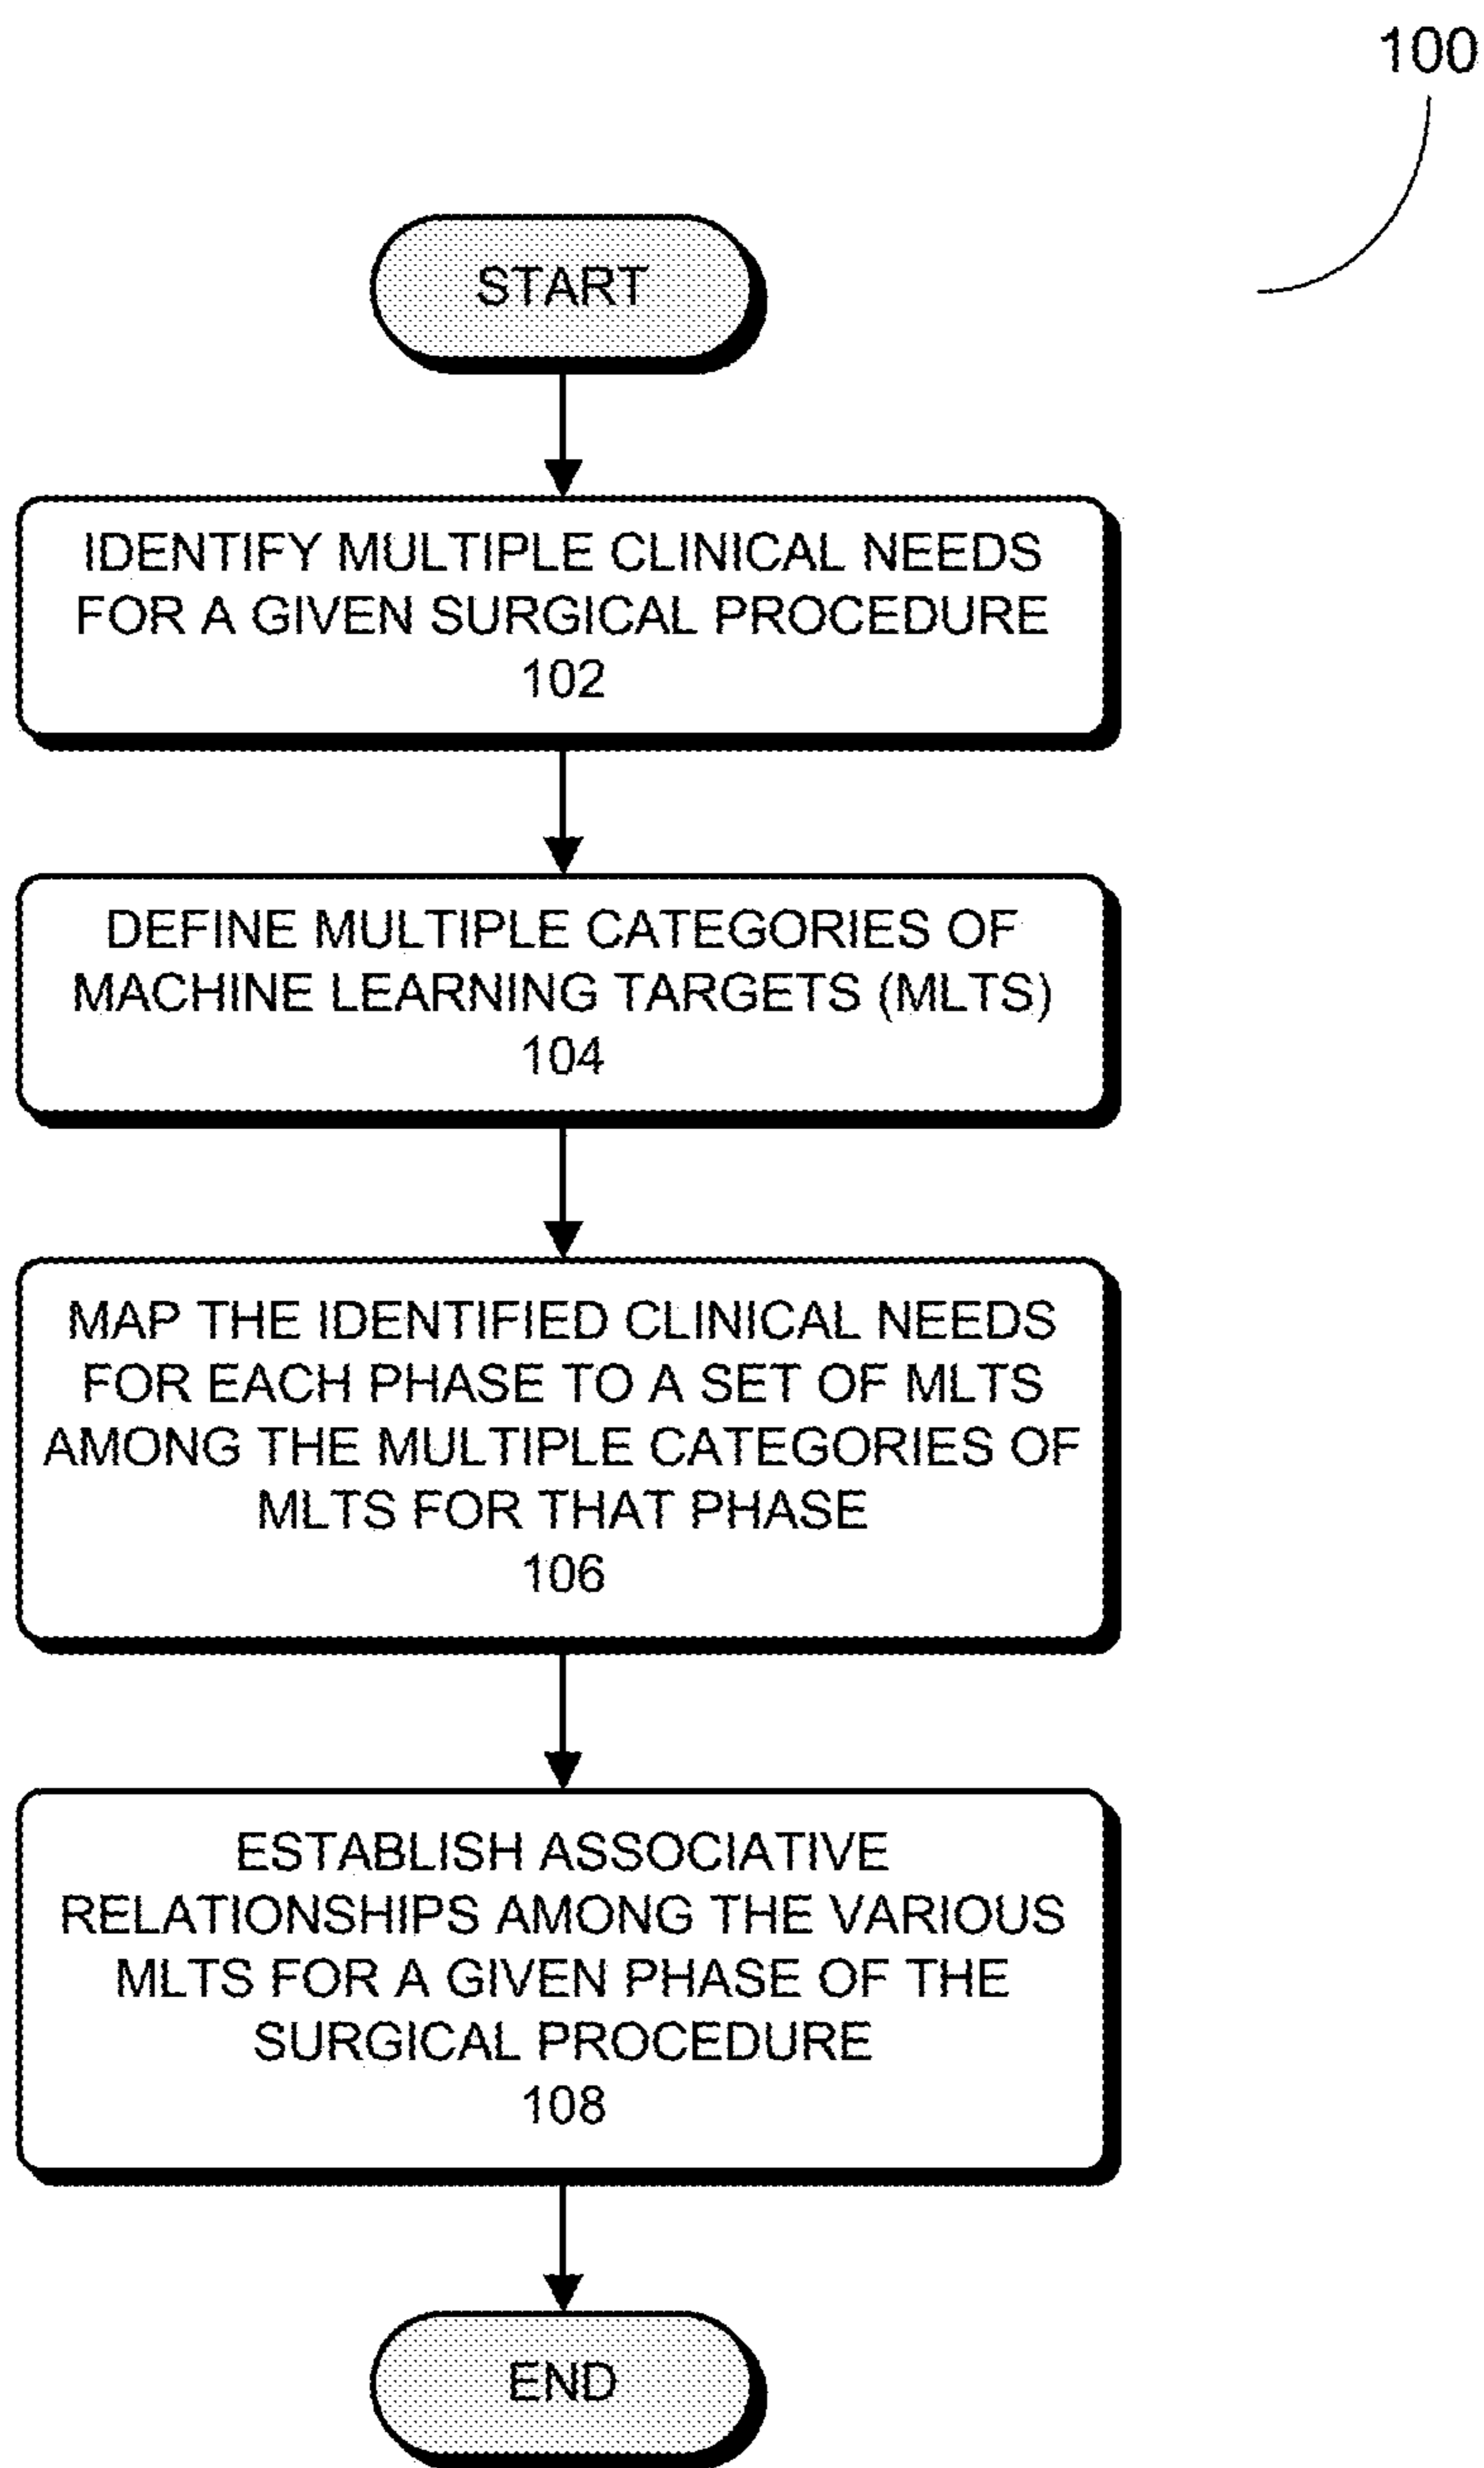 100
START
IDENTIFY MULTIPLE CLINICAL NEEDS
FOR A GIVEN SURGICAL PROCEDURE
102
DEFINE MULTIPLE CATEGORIES OF
MACHINE LEARNING TARGETS (MLTS)
104
MAP THE IDENTIFIED CLINICAL NEEDS
FOR EACH PHASE TO A SET OF MLTS
AMONG THE MULTIPLE CATEGORIES OF
MLTS FOR THAT PHASE
106
ESTABLISH ASSOCIATIVE
RELATIONSHIPS AMONG THE VARIOUS
MLTS FOR A GIVEN PHASE OF THE
SURGICAL PROCEDURE
108
END